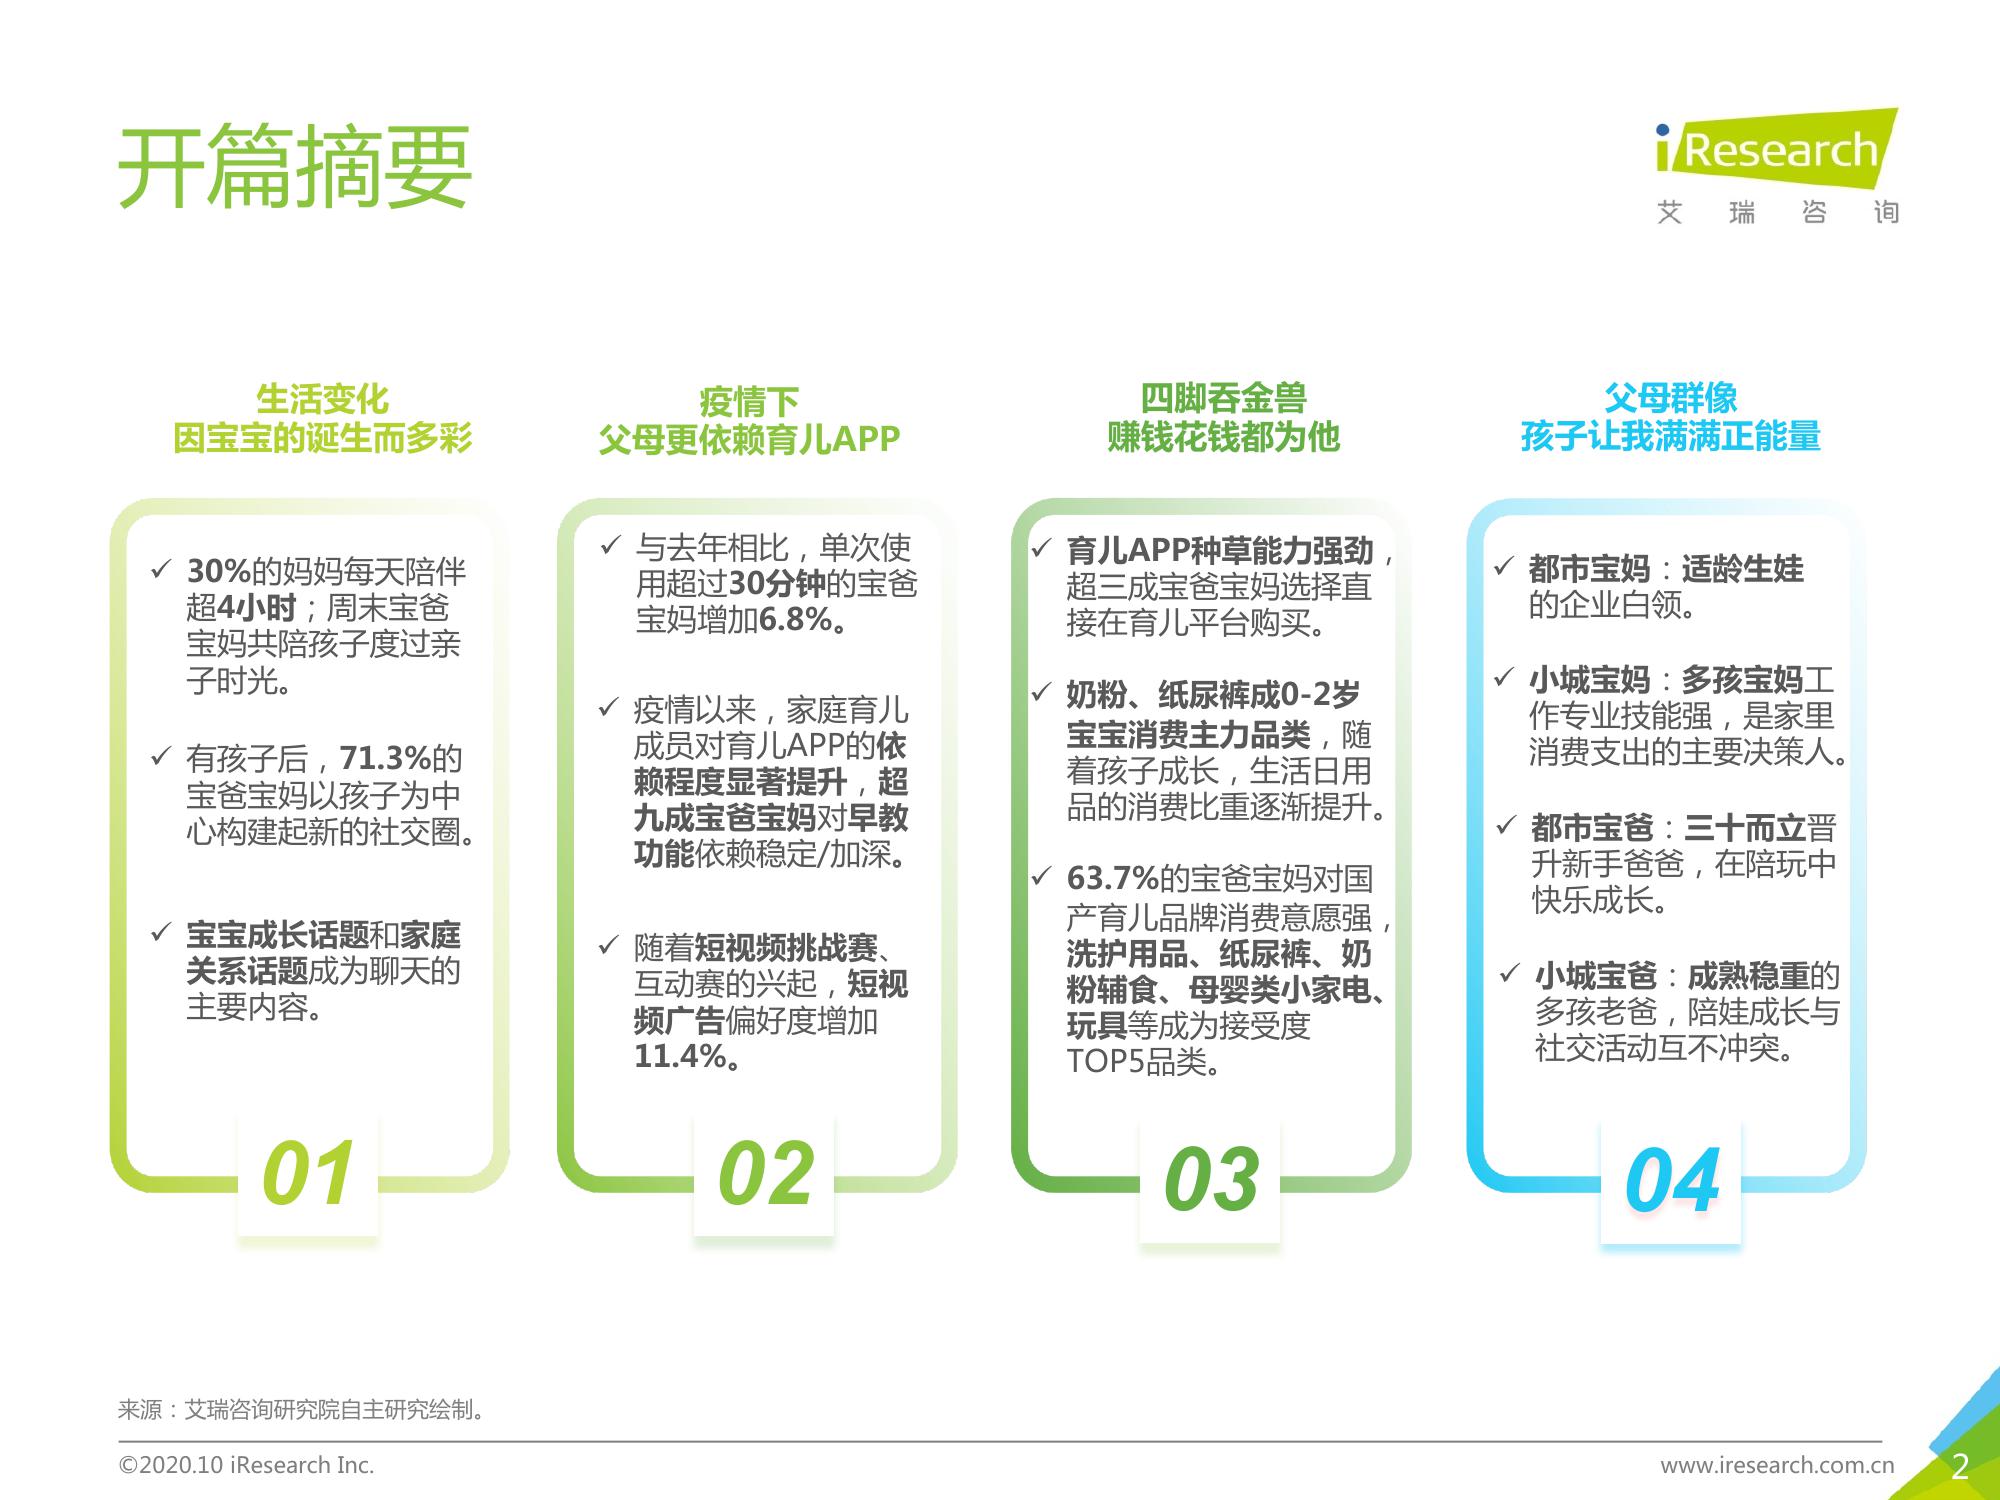 开篇摘要
iResearch
艾瑞咨询
生活变化
因宝宝的诞生而多彩
30%的妈妈每天陪伴
超4小时；周末宝爸
宝妈共陪孩子度过亲
子时光。
有孩子后，71.3%的
宝爸宝妈以孩子为中
心构建起新的社交圈。
宝宝成长话题和家庭
关系话题成为聊天的
主要内容。
01
疫情下
父母更依赖育儿APP
与去年相比，单次使
用超过30分钟的宝爸
宝妈增加6.8%。
疫情以来，家庭育儿
成员对育儿APP的依
赖程度显著提升，超
九成宝爸宝妈对早教
功能依赖稳定/加深。
随着短视频挑战赛、
互动赛的兴起，短视
频广告偏好度增加
11.4%。
02
四脚吞金兽
赚钱花钱都为他
育儿APP种草能力强劲，
超三成宝爸宝妈选择直
接在育儿平台购买。
奶粉、纸尿裤成0-2岁
宝宝消费主力品类，随
着孩子成长，生活日用
品的消费比重逐渐提升。
63.7%的宝爸宝妈对国
产育儿品牌消费意愿强，
洗护用品、纸尿裤、奶
粉辅食、母婴类小家电、
玩具等成为接受度
TOP5品类。
03
父母群像
孩子让我满满正能量
都市宝妈：适龄生娃
的企业白领。
小城宝妈：多孩宝妈工
作专业技能强，是家里
消费支出的主要决策人。
都市宝爸：三十而立晋
升新手爸爸，在陪玩中
快乐成长。
小城宝爸：成熟稳重的
多孩老爸，陪娃成长与
社交活动互不冲突。
04
来源：艾瑞咨询研究院自主研究绘制。
©2020.10 iResearch Inc.
www.iresearch.com.cn
2